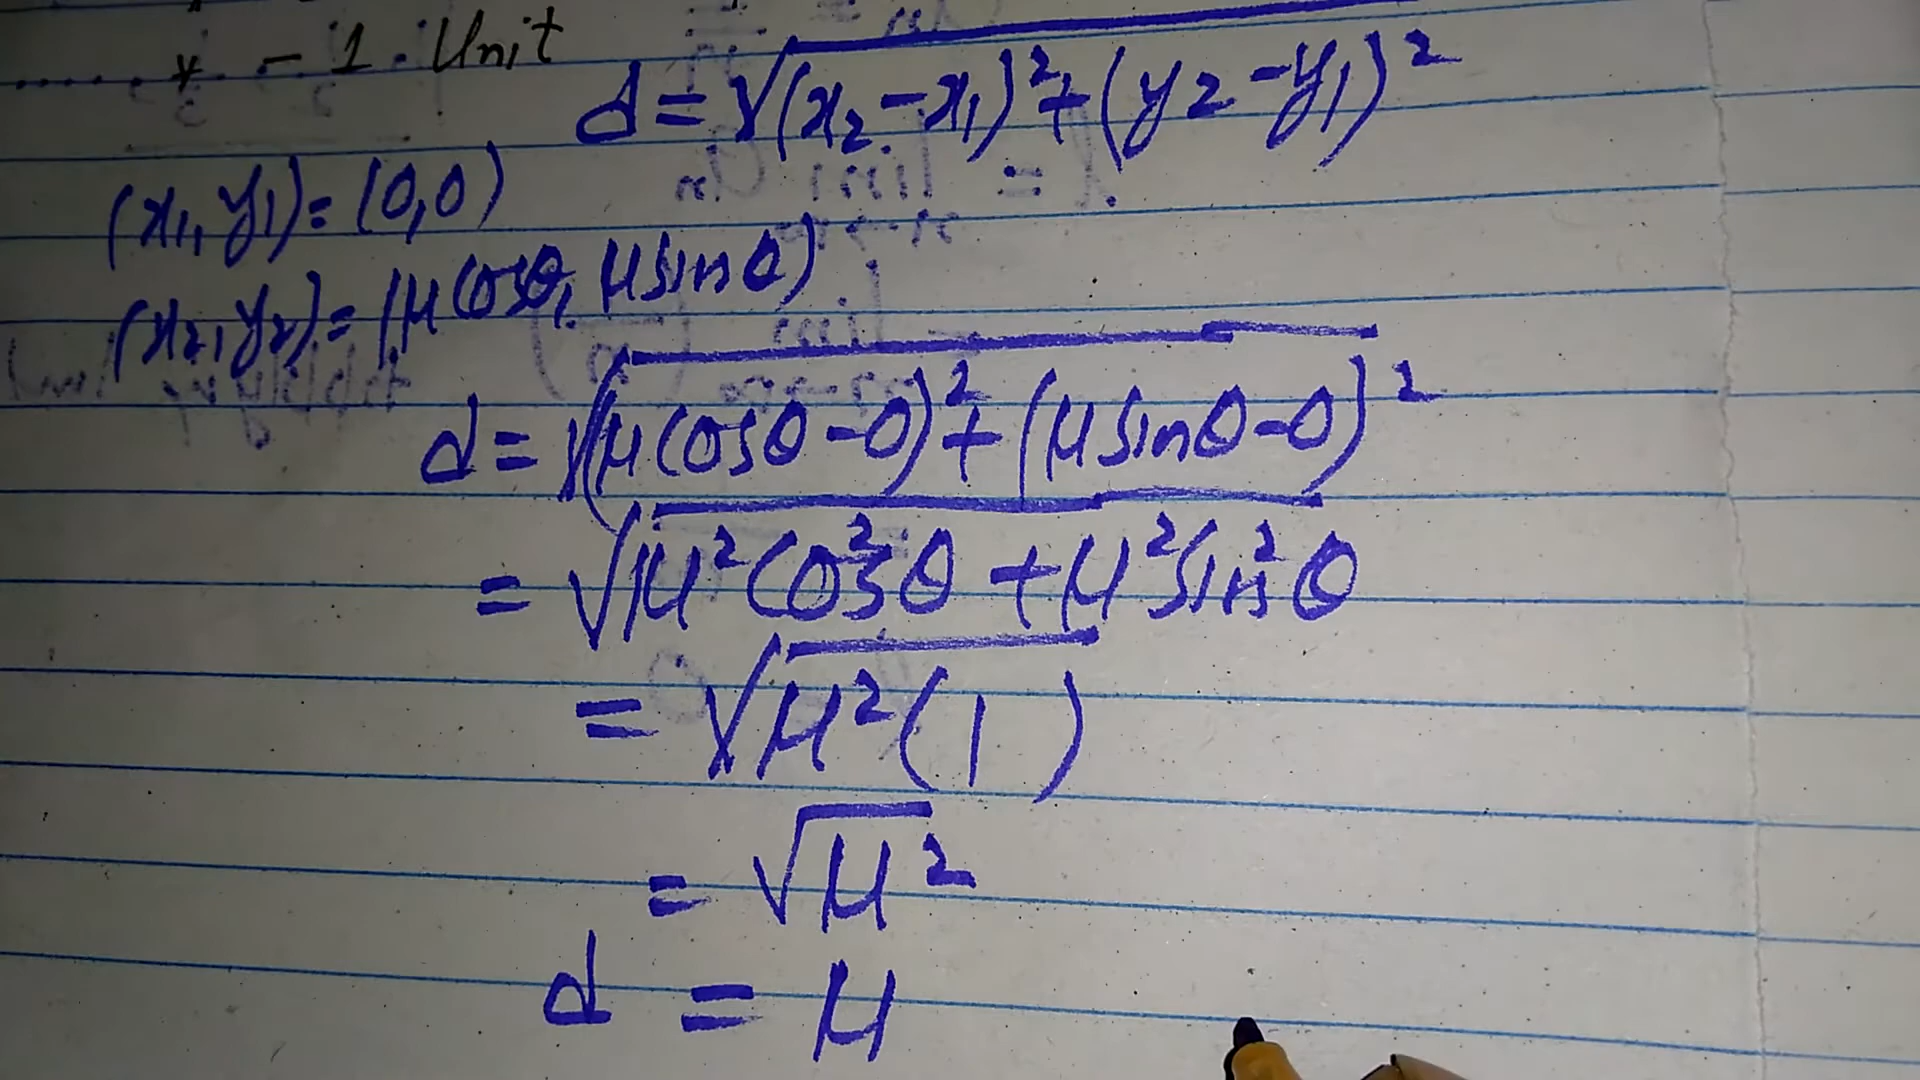 r - 1 Unit
d = √(x₂-x₁)²+(y2-y₁)²
(x₁, y₁) = (0,0)
(x₂, y₂) = (μ cosθ, μ sinθ)
d = √(μ cosθ - 0)² + (μ sinθ - 0)²
= √μ² cos²θ + μ² sin²θ
= √μ²(1)
= √μ²
d = μ